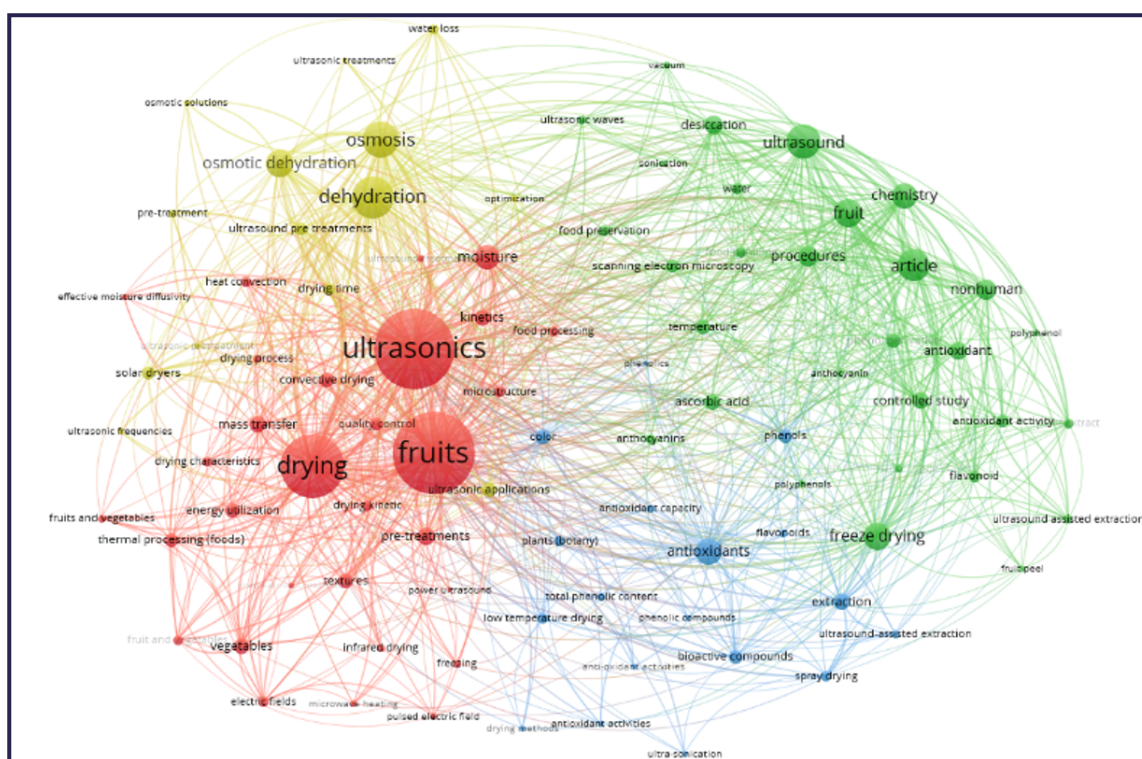 water loss
ultrasonic treatments
vacuum
osmotic solutions
ultrasonic waves
desiccation
osmosis
ultrasound
osmotic dehydration
sonication
dehydration
water
chemistry
optimization
pre-treatment
fruit
ultrasound pre treatments
food preservation
moisture
procedures
scanning electron microscopy
article
heat convection
drying time
nonhuman
effective moisture diffusivity
kinetics
food processing
temperature
polyphenol
ultrasonics
ultrasonic pretreatment
antioxidant
drying process
phenolics
solar dryers
convective drying
anthocyanin
microstructure
ascorbic acid
controlled study
mass transfer
quality control
antioxidant activity
ultrasonic frequencies
color
anthocyanins
phenols
fruits
drying
drying characteristics
flavonoid
ultrasonic applications
polyphenols
drying kinetic
energy utilization
antioxidant capacity
fruits and vegetables
ultrasound assisted extraction
pre-treatments
flavonoids
freeze drying
thermal processing (foods)
plants (botany)
antioxidants
fruit peel
textures
power ultrasound
total phenolic content
extraction
low temperature drying
phenolic compounds
ultrasound-assisted extraction
fruit and vegetables
vegetables
infrared drying
bioactive compounds
freezing
anti-oxidant activities
spray drying
electric fields
microwave heating
pulsed electric field
antioxidant activities
drying methods
ultra-sonication